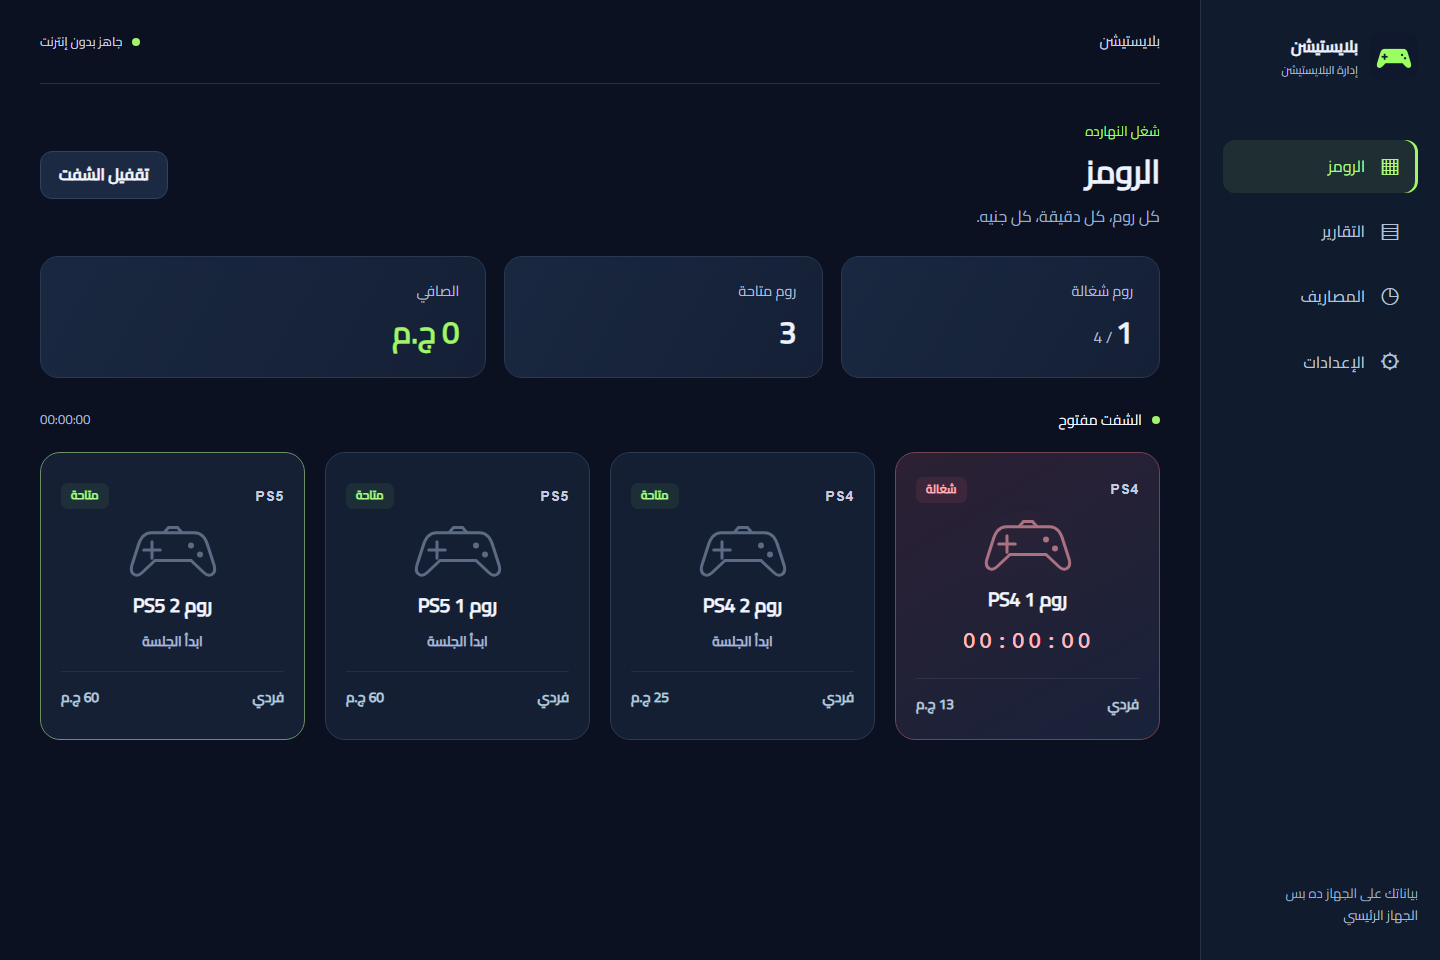 بلايستيشن
إدارة البلايستيشن
الرومز
التقارير
المصاريف
الإعدادات
بياناتك على الجهاز ده بس
الجهاز الرئيسي
بلايستيشن
جاهز بدون إنترنت
شغل النهارده
الرومز
كل روم، كل دقيقة، كل جنيه.
تقفيل الشفت
روم شغالة
1 / 4
روم متاحة
3
الصافي
0 ج.م
الشفت مفتوح
00:00:00
PS4
شغالة
روم 1 PS4
00:00:00
فردي
13 ج.م
PS4
متاحة
روم 2 PS4
ابدأ الجلسة
فردي
25 ج.م
PS5
متاحة
روم 1 PS5
ابدأ الجلسة
فردي
60 ج.م
PS5
متاحة
روم 2 PS5
ابدأ الجلسة
فردي
60 ج.م